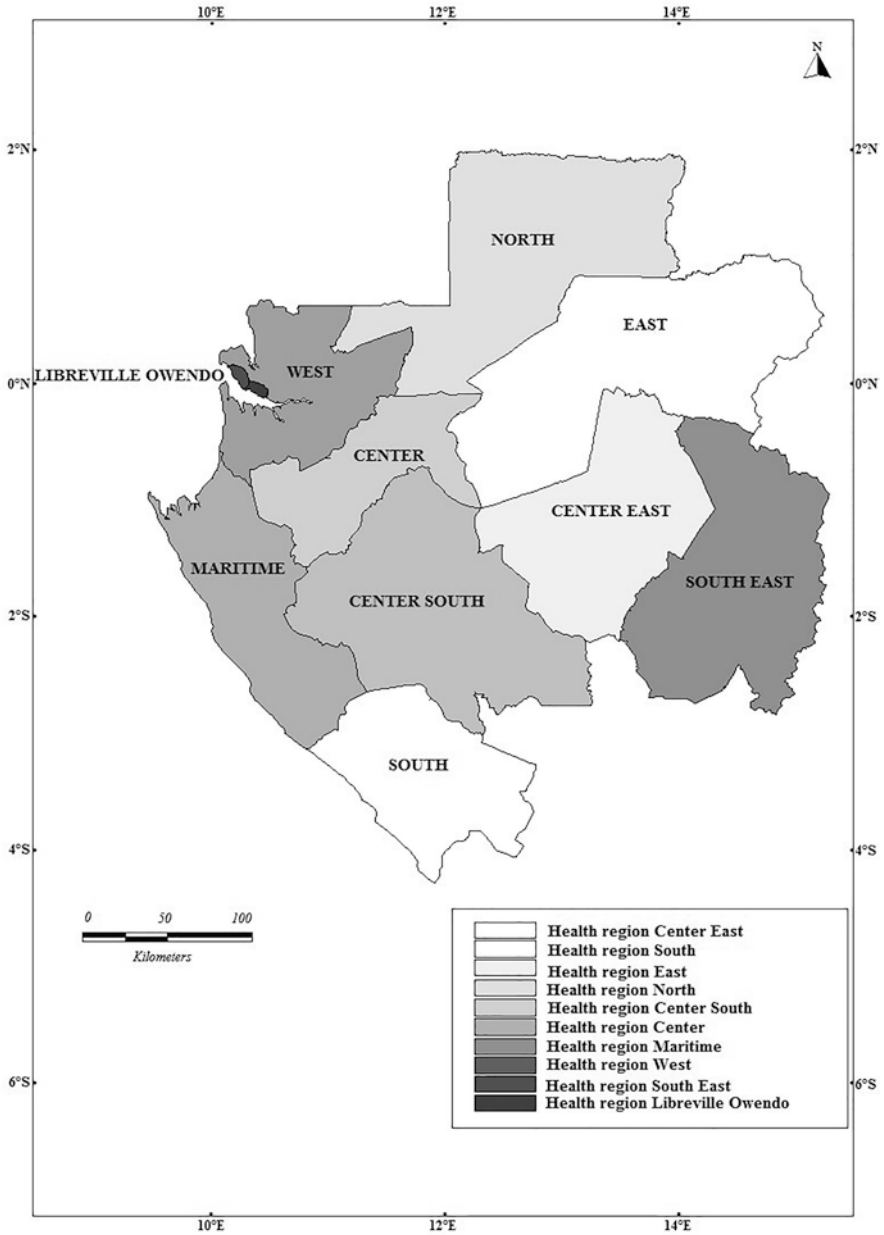 10°E 12°E 14°E
N
2°N 2°N
NORTH
EAST
LIBREVILLE OWENDO WEST
0°N 0°N
CENTER
CENTER EAST
MARITIME
SOUTH EAST
CENTER SOUTH
2°S 2°S
SOUTH
4°S 4°S
0 50 100
Kilometers
Health region Center East
Health region South
Health region East
Health region North
Health region Center South
Health region Center
Health region Maritime
Health region West
Health region South East
Health region Libreville Owendo
6°S 6°S
10°E 12°E 14°E